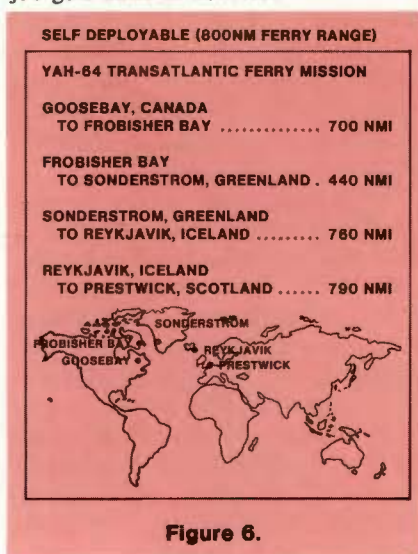 SELF DEPLOYABLE (800NM FERRY RANGE)
YAH-64 TRANSATLANTIC FERRY MISSION
GOOSEBAY, CANADA
TO FROBISHER BAY .............. 700 NMI
FROBISHER BAY
TO SONDERSTROM, GREENLAND . 440 NMI
SONDERSTROM, GREENLAND
TO REYKJAVIK, ICELAND ......... 760 NMI
REYKJAVIK, ICELAND
TO PRESTWICK, SCOTLAND ...... 790 NMI
SONDERSTROM
FROBISHER BAY
REYKJAVIK
GOOSEBAY
PRESTWICK
Figure 6.